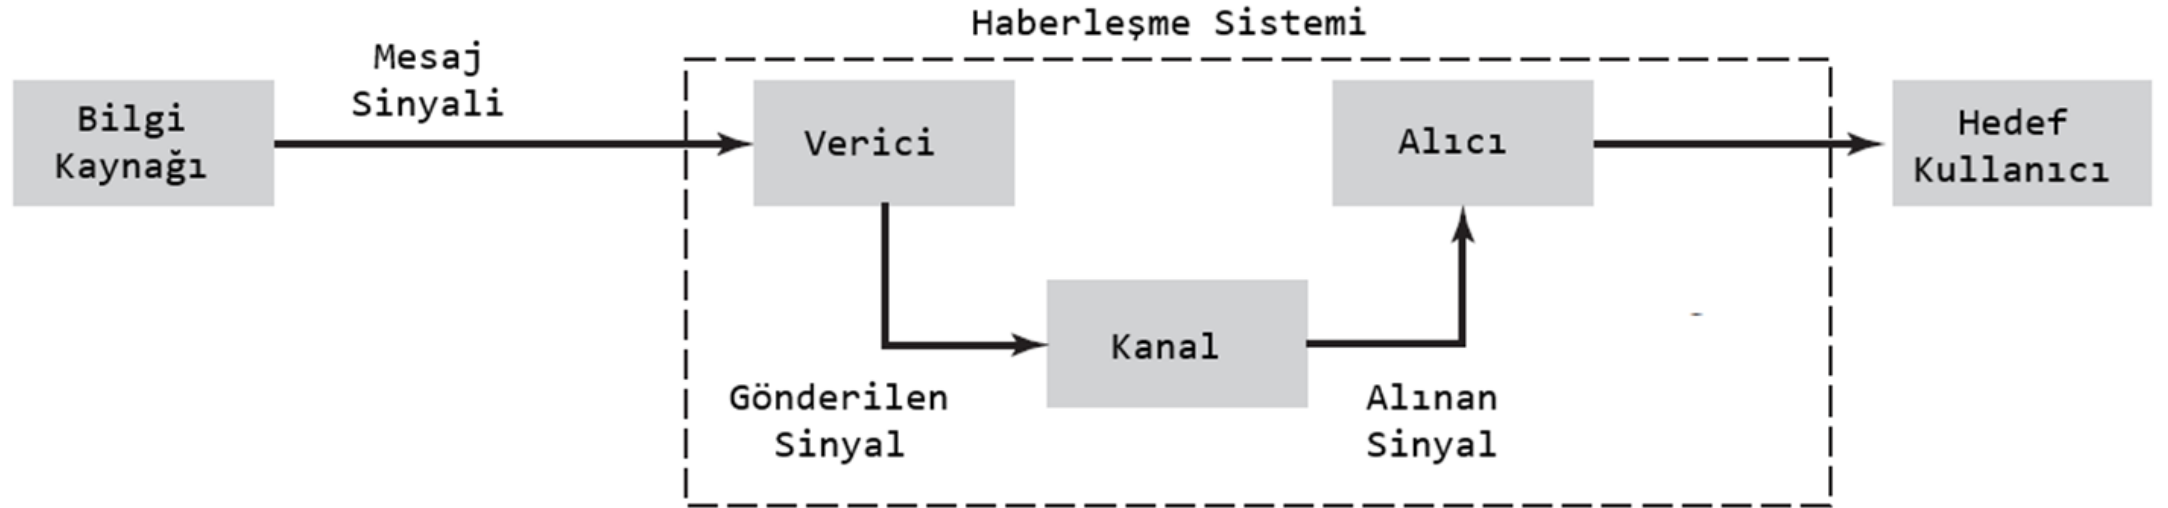 Haberleşme Sistemi
Mesaj
Sinyali
Bilgi
Kaynağı
Verici
Alıcı
Hedef
Kullanıcı
Kanal
Gönderilen
Sinyal
Alınan
Sinyal